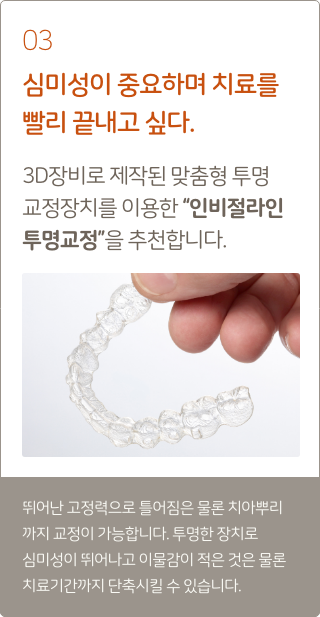 03
심미성이 중요하며 치료를
빨리 끝내고 싶다.
3D장비로 제작된 맞춤형 투명
교정장치를 이용한 “인비절라인
투명교정”을 추천합니다.
뛰어난 고정력으로 틀어짐은 물론 치아뿌리
까지 교정이 가능합니다. 투명한 장치로
심미성이 뛰어나고 이물감이 적은 것은 물론
치료기간까지 단축시킬 수 있습니다.